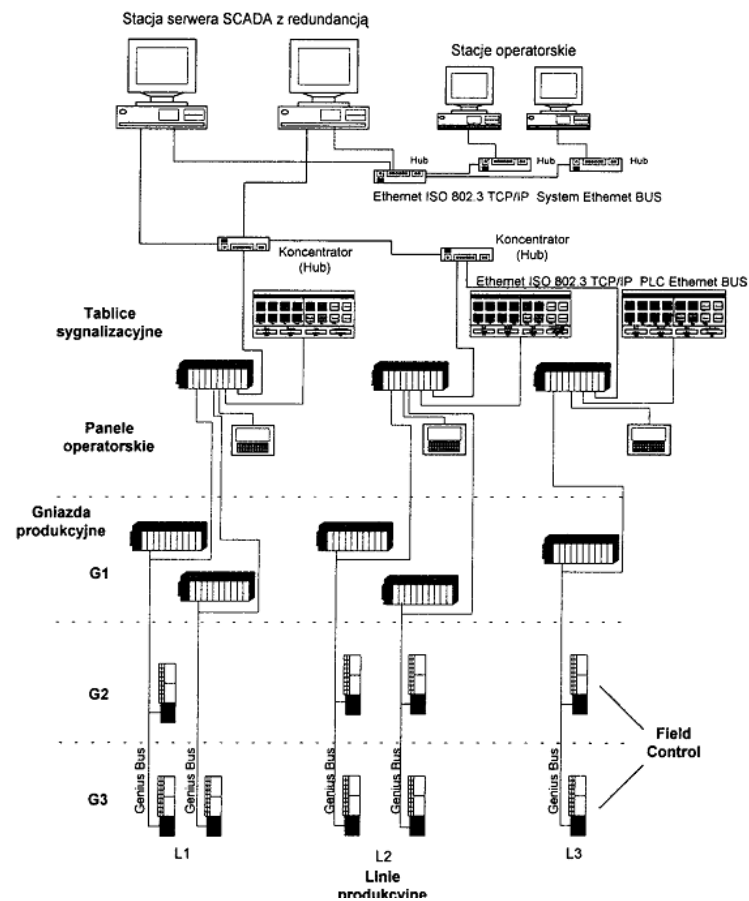 Stacja serwera SCADA z redundancją
Stacje operatorskie
Hub
Hub
Hub
Ethernet ISO 802.3 TCP/IP System Ethernet BUS
Koncentrator
(Hub)
Koncentrator
(Hub)
Ethernet ISO 802.3 TCP/IP PLC Ethernet BUS
Tablice
sygnalizacyjne
Panele
operatorskie
Gniazda
produkcyjne
G1
G2
Field
Control
G3
Genius Bus
Genius Bus
Genius Bus
Genius Bus
Genius Bus
L1
L2
L3
Linie
produkcyjne